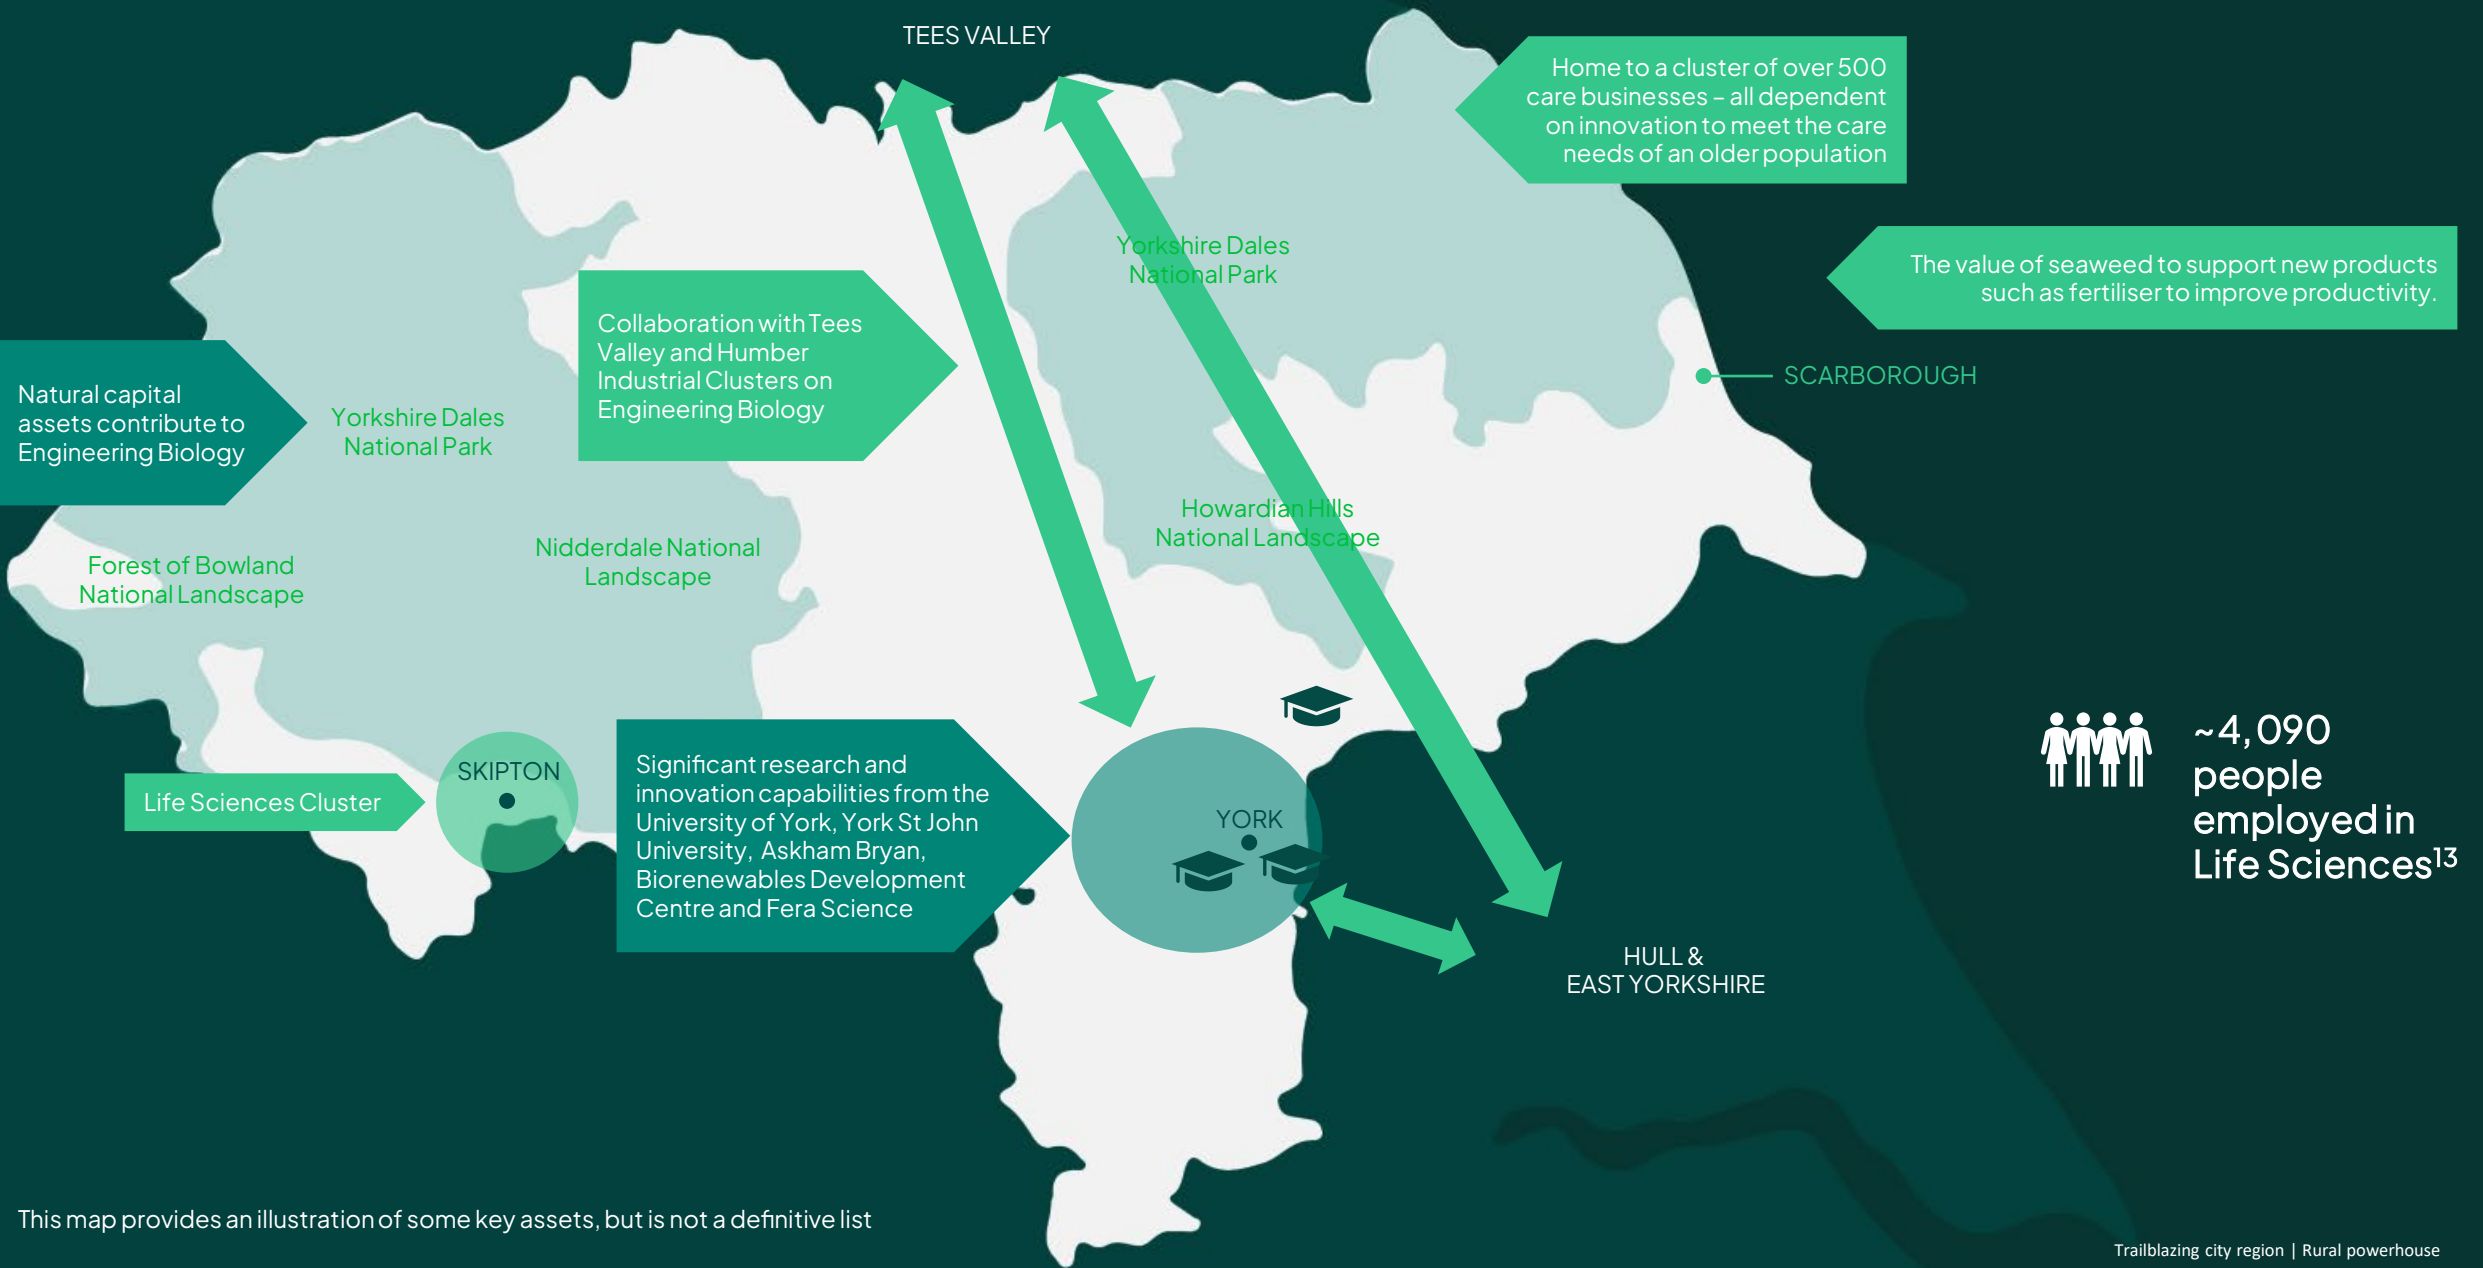 TEES VALLEY
Home to a cluster of over 500
care businesses – all dependent
on innovation to meet the care
needs of an older population
Yorkshire Dales
National Park
The value of seaweed to support new products
such as fertiliser to improve productivity.
Collaboration with Tees
Valley and Humber
Industrial Clusters on
Engineering Biology
SCARBOROUGH
Natural capital
assets contribute to
Engineering Biology
Yorkshire Dales
National Park
Howardian Hills
National Landscape
Nidderdale National
Landscape
Forest of Bowland
National Landscape
~4,090
people
employed in
Life Sciences¹³
SKIPTON
Life Sciences Cluster
Significant research and
innovation capabilities from the
University of York, York St John
University, Askham Bryan,
Biorenewables Development
Centre and Fera Science
YORK
HULL &
EAST YORKSHIRE
This map provides an illustration of some key assets, but is not a definitive list
Trailblazing city region | Rural powerhouse